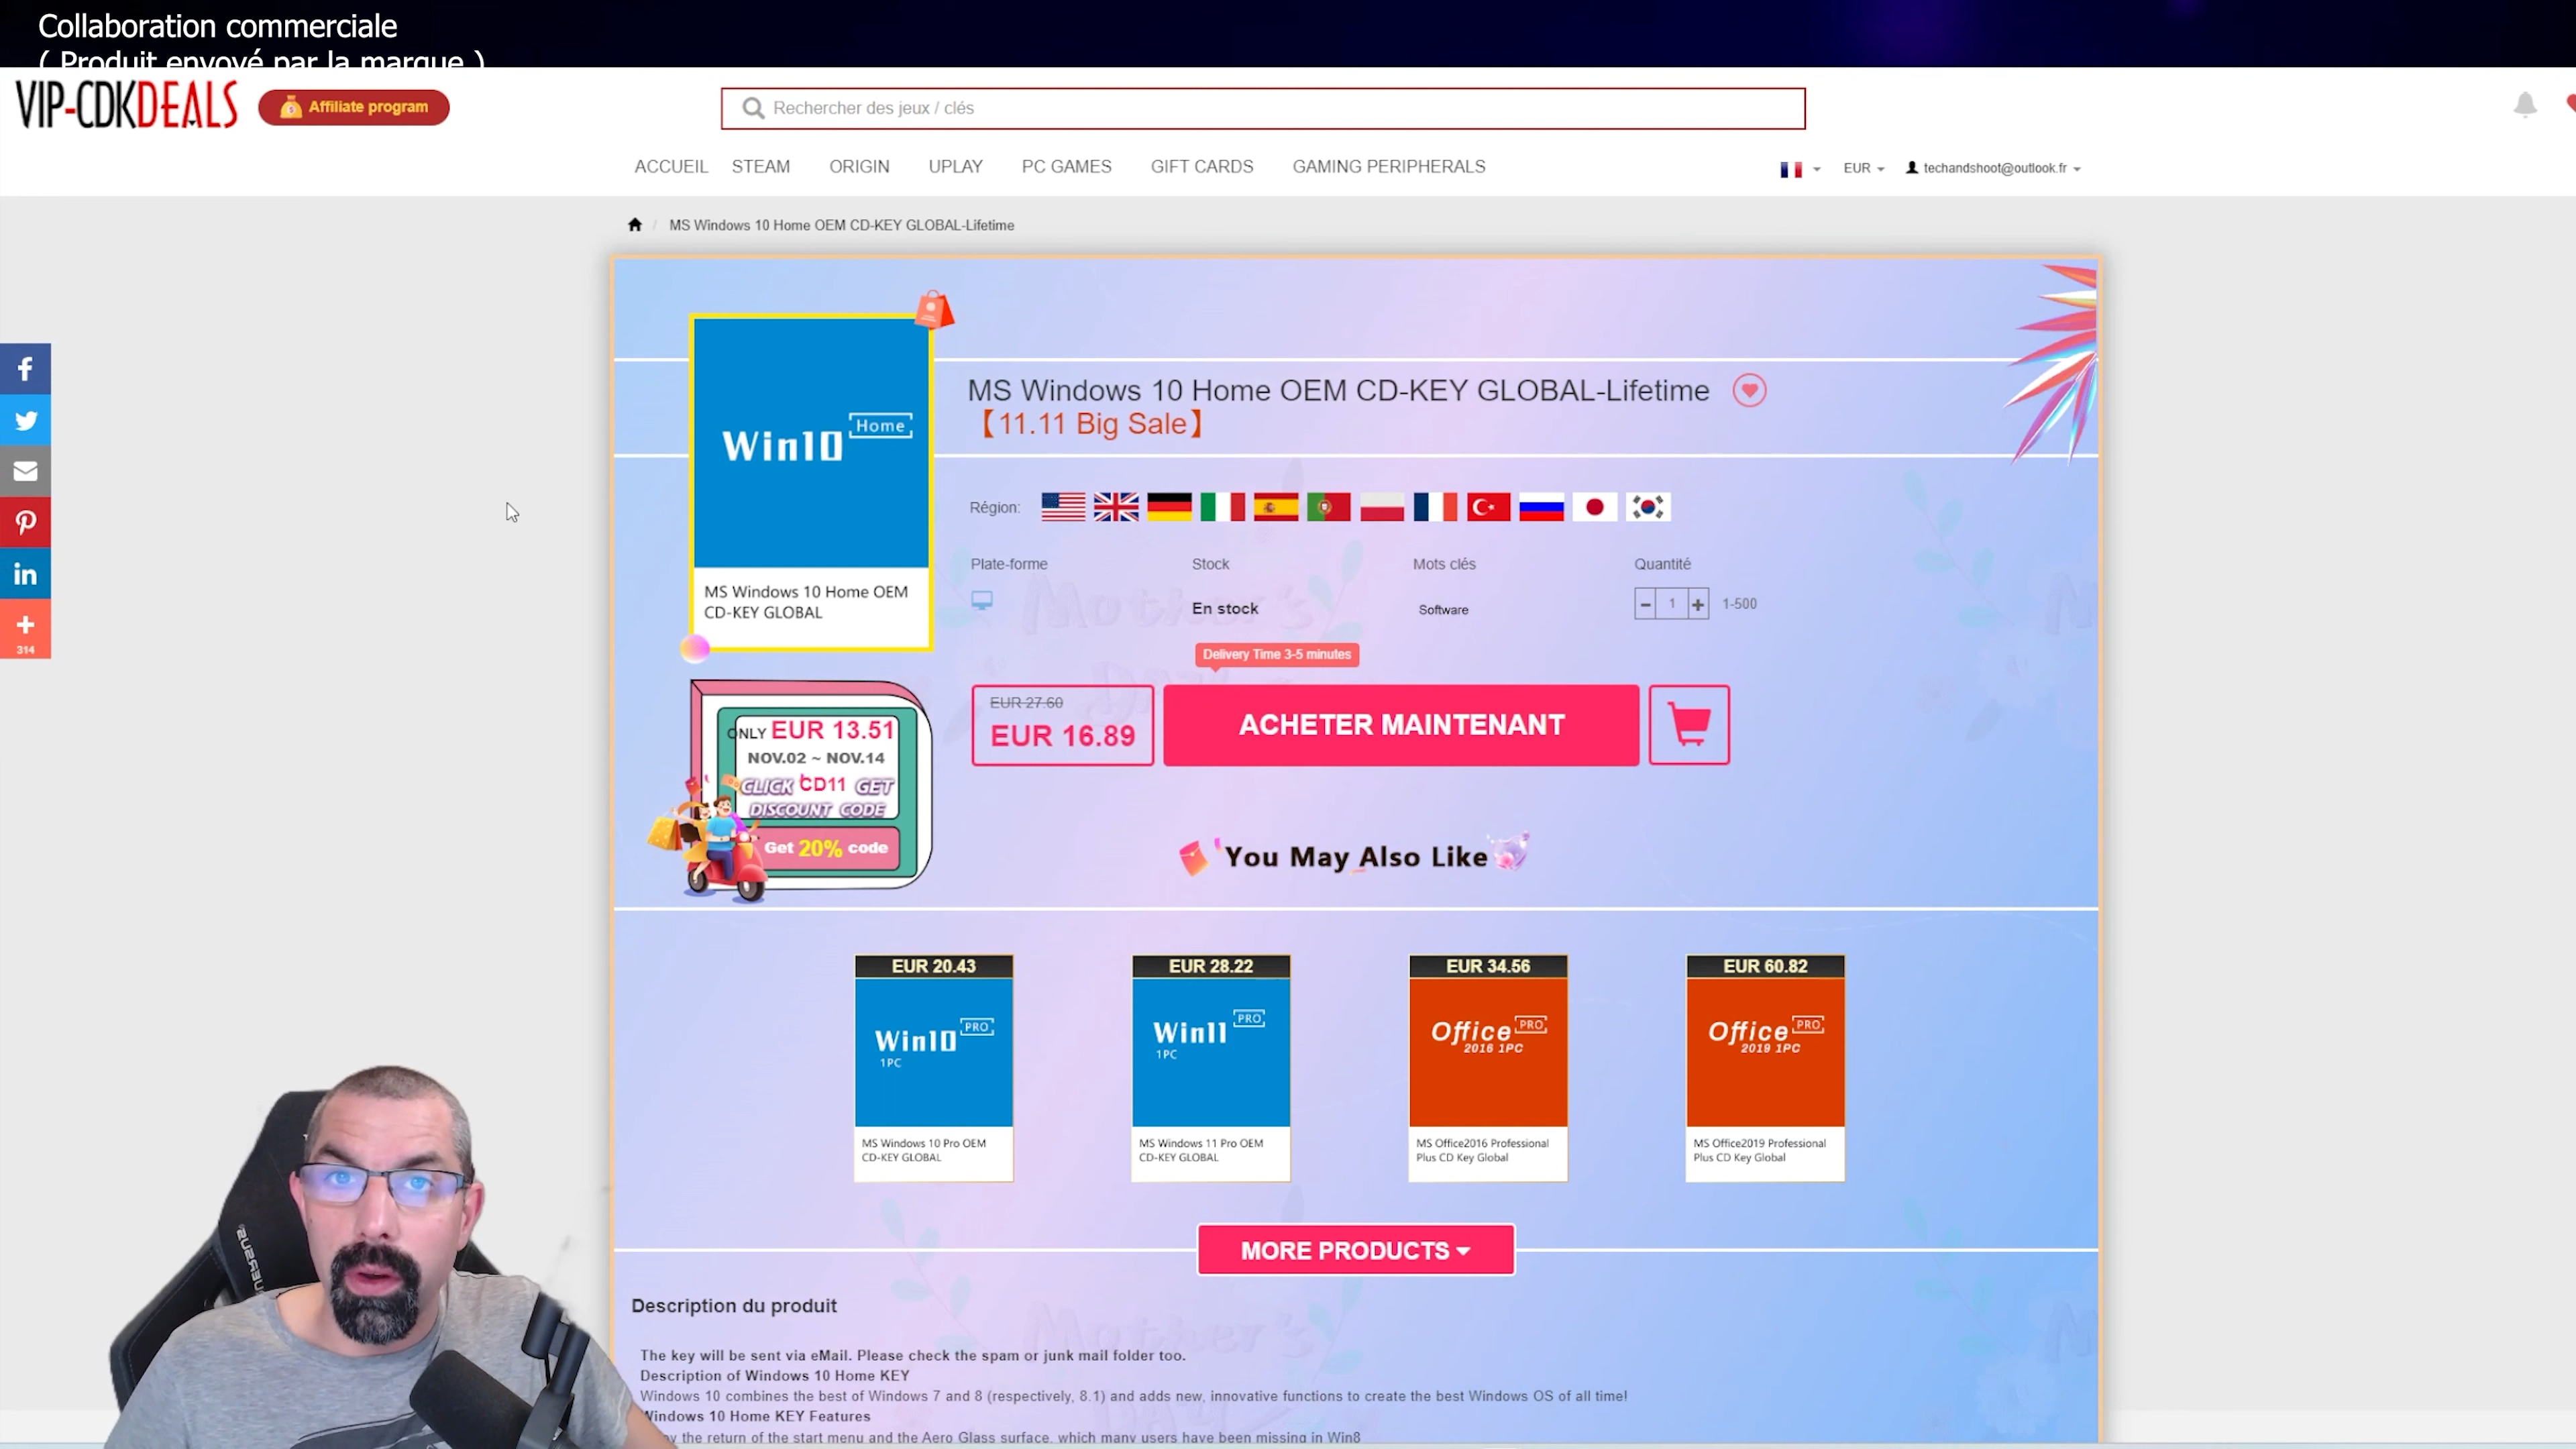 Collaboration commerciale
( Produit envoyé par la marque )
VIP-CDKDEALS
Affiliate program
Rechercher des jeux / clés
ACCUEIL STEAM ORIGIN UPLAY PC GAMES GIFT CARDS GAMING PERIPHERALS
EUR techandshoot@outlook.fr
/ MS Windows 10 Home OEM CD-KEY GLOBAL-Lifetime
Win10 Home
MS Windows 10 Home OEM
CD-KEY GLOBAL
MS Windows 10 Home OEM CD-KEY GLOBAL-Lifetime
【11.11 Big Sale】
Région:
Plate-forme Stock Mots clés Quantité
En stock Software - 1 + 1-500
314
Delivery Time 3-5 minutes
EUR 27.60
EUR 16.89
ACHETER MAINTENANT
ONLY EUR 13.51
NOV.02 ~ NOV.14
CLICK CD11 GET
DISCOUNT CODE
Get 20% code
You May Also Like
EUR 20.43
Win10 PRO
1PC
MS Windows 10 Pro OEM
CD-KEY GLOBAL
EUR 28.22
Win11 PRO
1PC
MS Windows 11 Pro OEM
CD-KEY GLOBAL
EUR 34.56
Office PRO
2016 1PC
MS Office2016 Professional
Plus CD Key Global
EUR 60.82
Office PRO
2019 1PC
MS Office2019 Professional
Plus CD Key Global
MORE PRODUCTS
Description du produit
The key will be sent via eMail. Please check the spam or junk mail folder too.
Description of Windows 10 Home KEY
Windows 10 combines the best of Windows 7 and 8 (respectively, 8.1) and adds new, innovative functions to create the best Windows OS of all time!
Windows 10 Home KEY Features
the return of the start menu and the Aero Glass surface, which many users have been missing in Win8